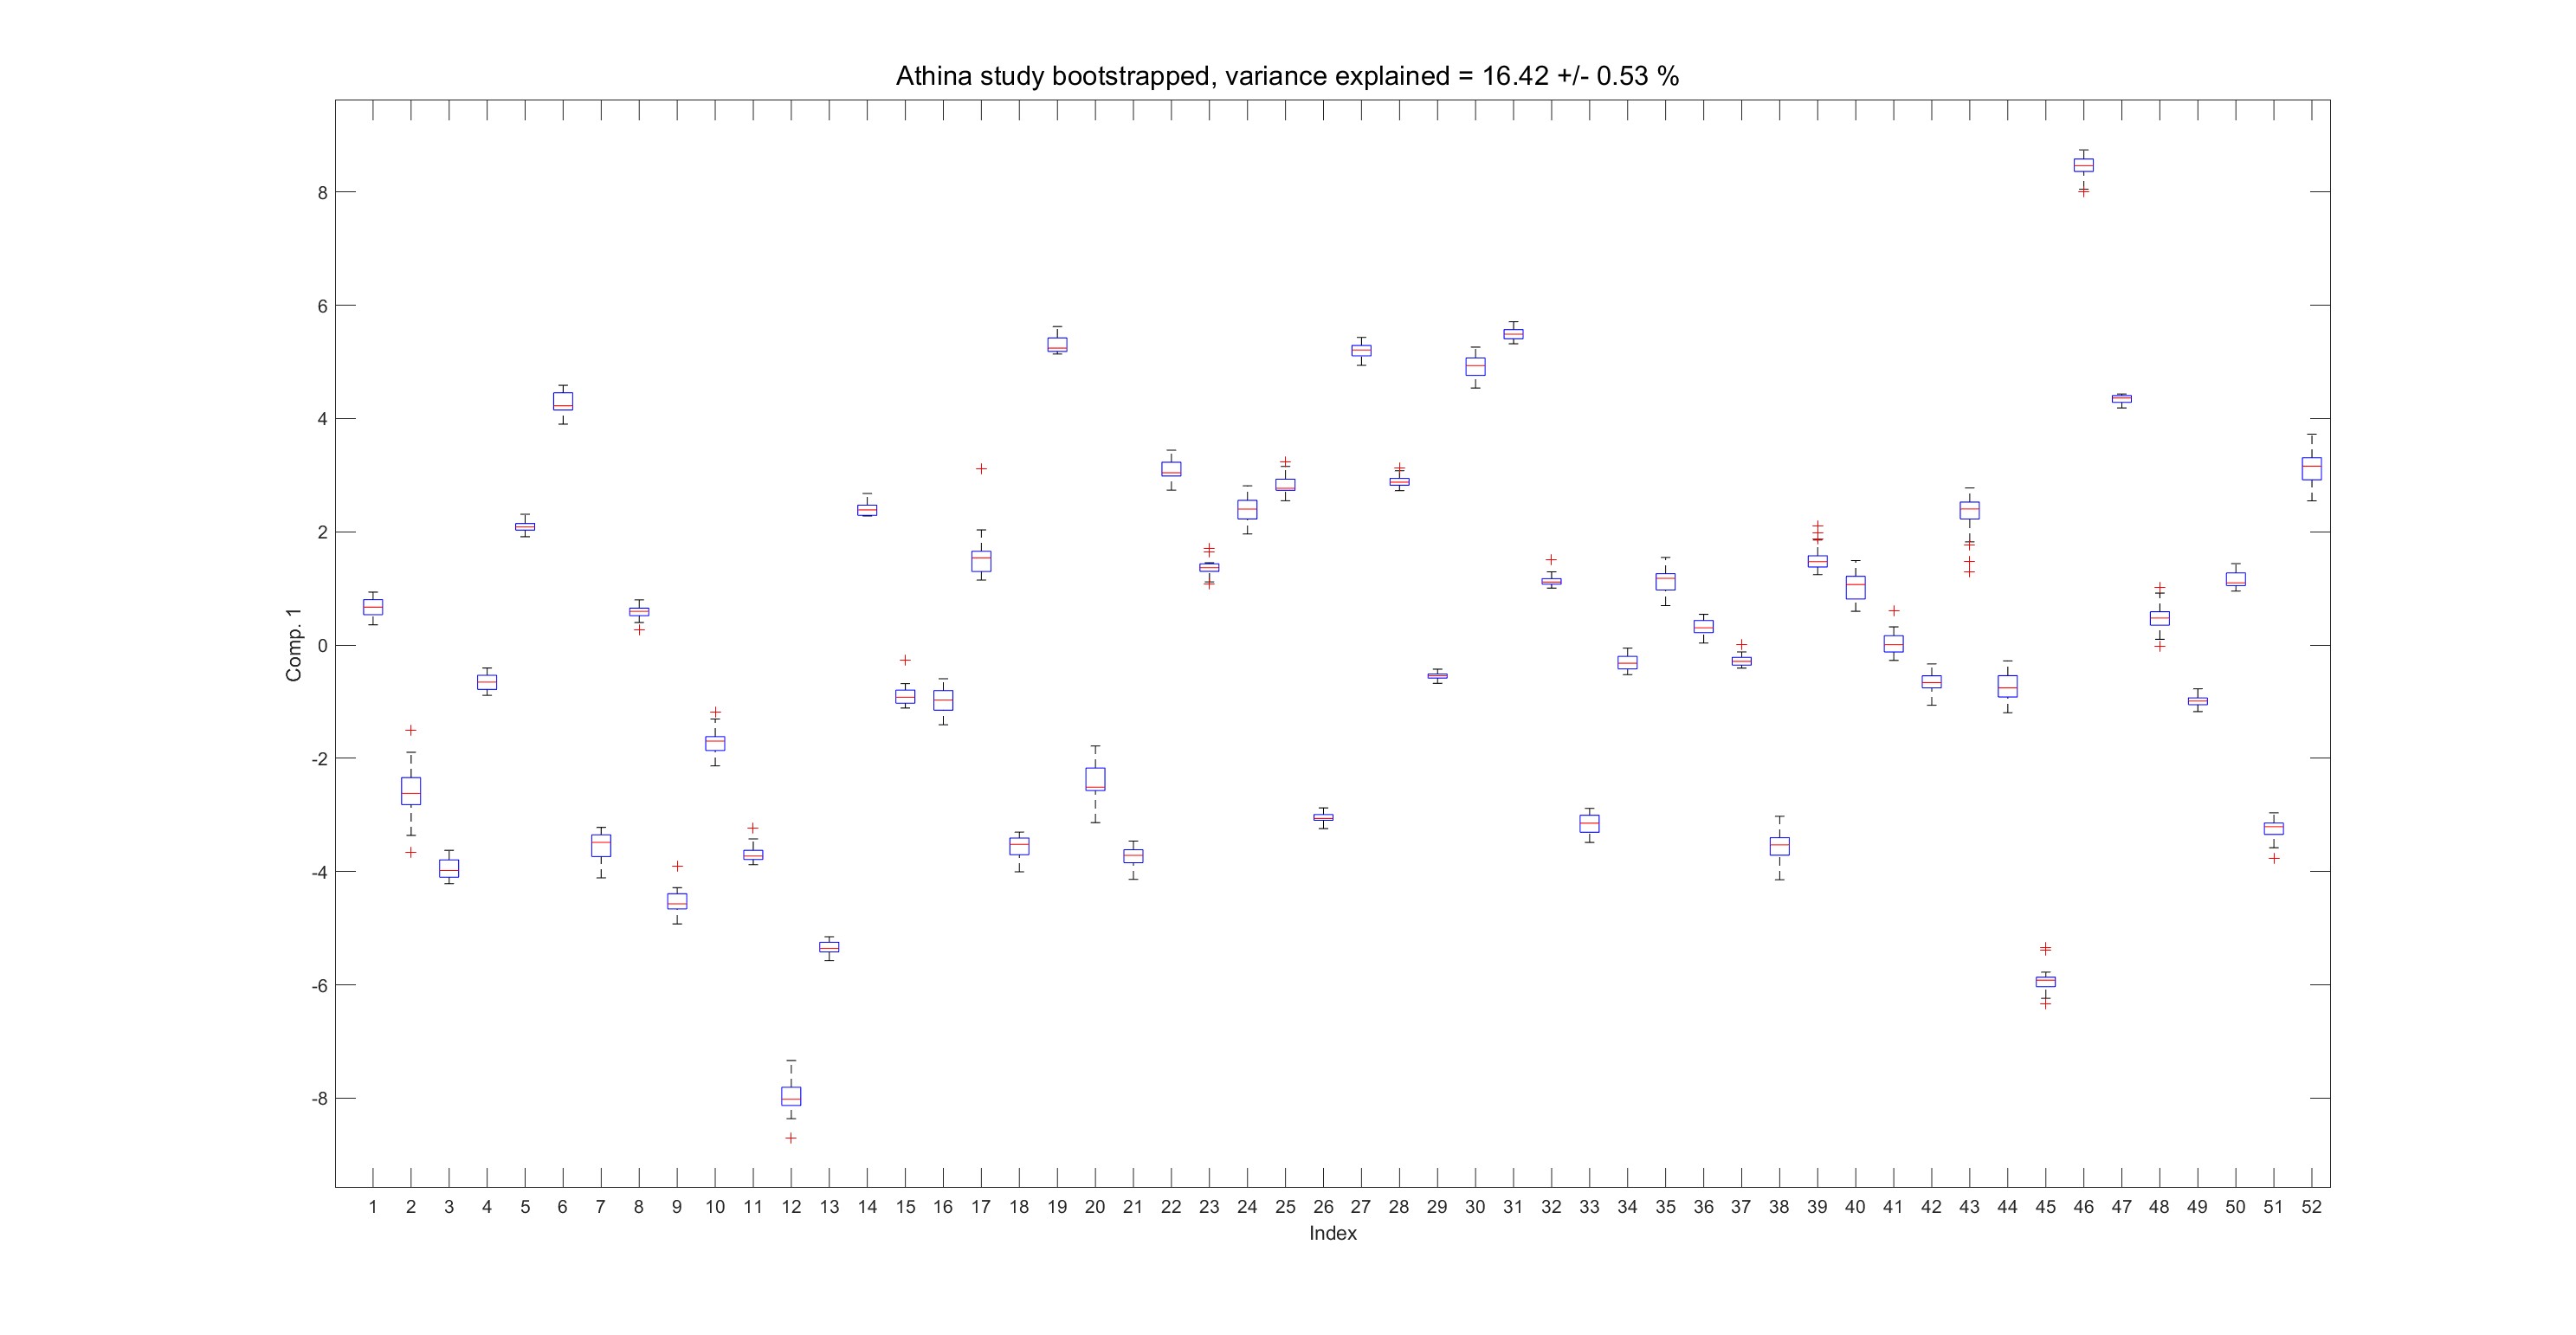 Athina study bootstrapped, variance explained = 16.42 +/- 0.53 %
8
6
4
2
0
-2
-4
-6
-8
Comp. 1
1 2 3 4 5 6 7 8 9 10 11 12 13 14 15 16 17 18 19 20 21 22 23 24 25 26 27 28 29 30 31 32 33 34 35 36 37 38 39 40 41 42 43 44 45 46 47 48 49 50 51 52
Index